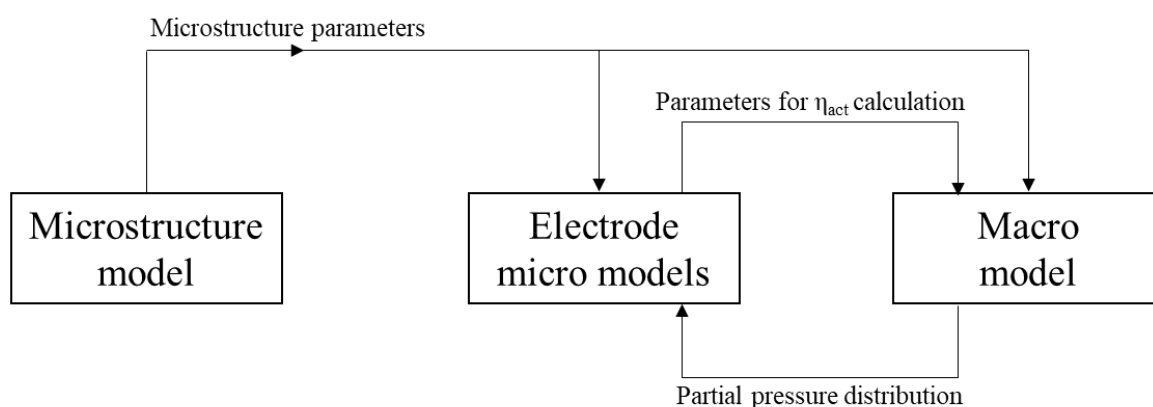 Microstructure parameters
Parameters for ηact calculation
Microstructure
model
Electrode
micro models
Macro
model
Partial pressure distribution